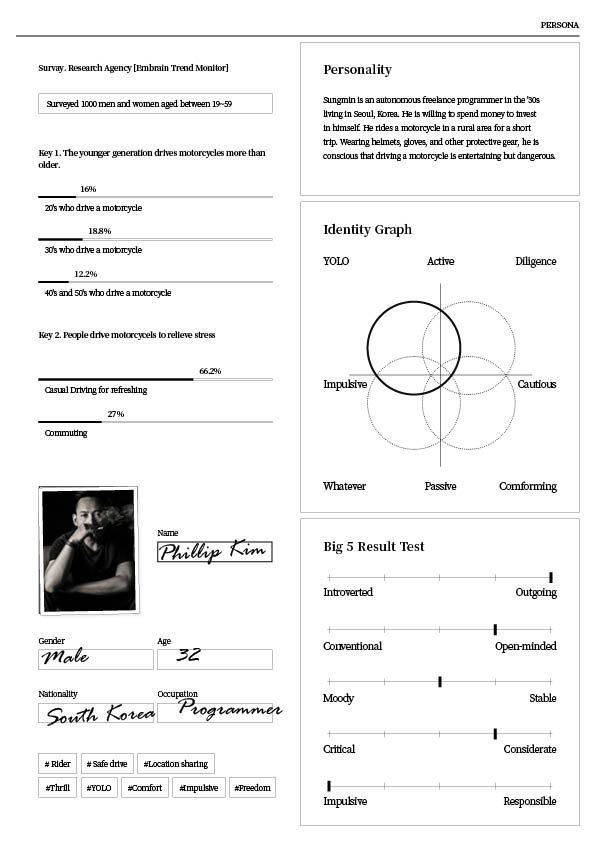 PERSONA
Survay. Research Agency [Embrain Trend Monitor]
Surveyed 1000 men and women aged between 19~59
Key 1. The younger generation drives motorcycles more than
older.
16%
20's who drive a motorcycle
18.8%
30's who drive a motorcycle
12.2%
40's and 50's who drive a motorcycle
Key 2. People drive motorcycels to relieve stress
66.2%
Casual Driving for refreshing
27%
Commuting
Name
Phillip Kim
Gender
Age
Male
32
Nationality
Occupation
South Korea
Programmer
# Rider
# Safe drive
#Location sharing
#Thrill
#YOLO
#Comfort
#Impulsive
#Freedom
Personality
Sungmin is an autonomous freelance programmer in the '30s
living in Seoul, Korea. He is willing to spend money to invest
in himself. He rides a motorcycle in a rural area for a short
trip. Wearing helmets, gloves, and other protective gear, he is
conscious that driving a motorcycle is entertaining but dangerous.
Identity Graph
YOLO
Active
Diligence
Impulsive
Cautious
Whatever
Passive
Comforming
Big 5 Result Test
Introverted
Outgoing
Conventional
Open-minded
Moody
Stable
Critical
Considerate
Impulsive
Responsible